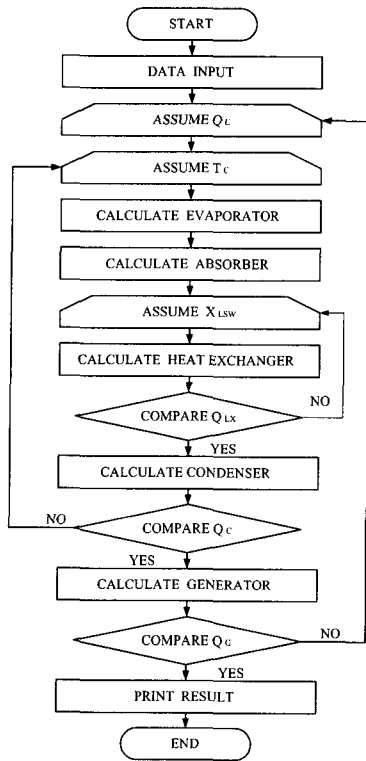 START
DATA INPUT
ASSUME Q E
ASSUME T C
CALCULATE EVAPORATOR
CALCULATE ABSORBER
ASSUME X LSW
CALCULATE HEAT EXCHANGER
COMPARE Q LX
NO
YES
CALCULATE CONDENSER
NO
COMPARE Q C
YES
CALCULATE GENERATOR
COMPARE Q G
NO
YES
PRINT RESULT
END